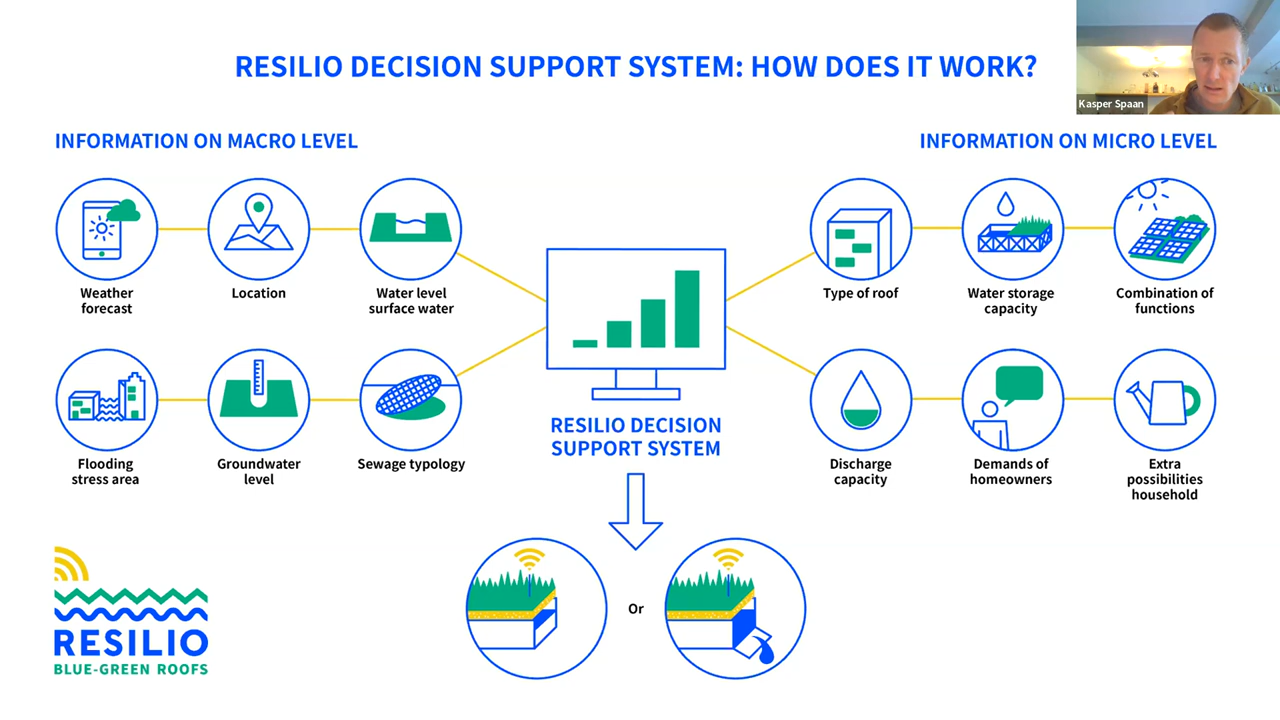 RESILIO DECISION SUPPORT SYSTEM: HOW DOES IT WORK?
Kasper Spaan
INFORMATION ON MACRO LEVEL
INFORMATION ON MICRO LEVEL
Weather
forecast
Location
Water level
surface water
Type of roof
Water storage
capacity
Combination of
functions
Flooding
stress area
Groundwater
level
Sewage typology
RESILIO DECISION
SUPPORT SYSTEM
Discharge
capacity
Demands of
homeowners
Extra
possibilities
household
Or
RESILIO
BLUE-GREEN ROOFS